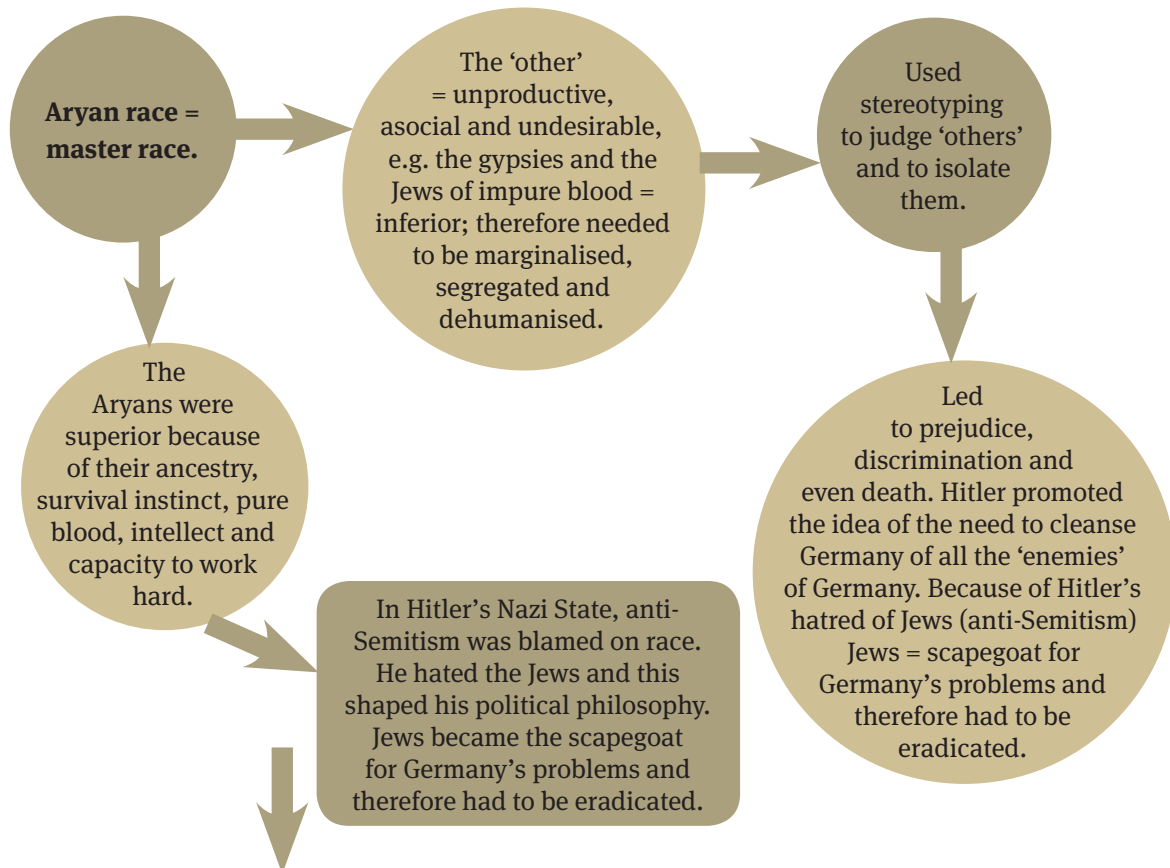 Aryan race =
master race.
The ‘other’
= unproductive,
asocial and undesirable,
e.g. the gypsies and the
Jews of impure blood =
inferior; therefore needed
to be marginalised,
segregated and
dehumanised.
Used
stereotyping
to judge ‘others’
and to isolate
them.
The
Aryans were
superior because
of their ancestry,
survival instinct, pure
blood, intellect and
capacity to work
hard.
In Hitler’s Nazi State, anti-
Semitism was blamed on race.
He hated the Jews and this
shaped his political philosophy.
Jews became the scapegoat
for Germany’s problems and
therefore had to be eradicated.
Led
to prejudice,
discrimination and
even death. Hitler promoted
the idea of the need to cleanse
Germany of all the ‘enemies’
of Germany. Because of Hitler’s
hatred of Jews (anti-Semitism)
Jews = scapegoat for
Germany’s problems and
therefore had to be
eradicated.